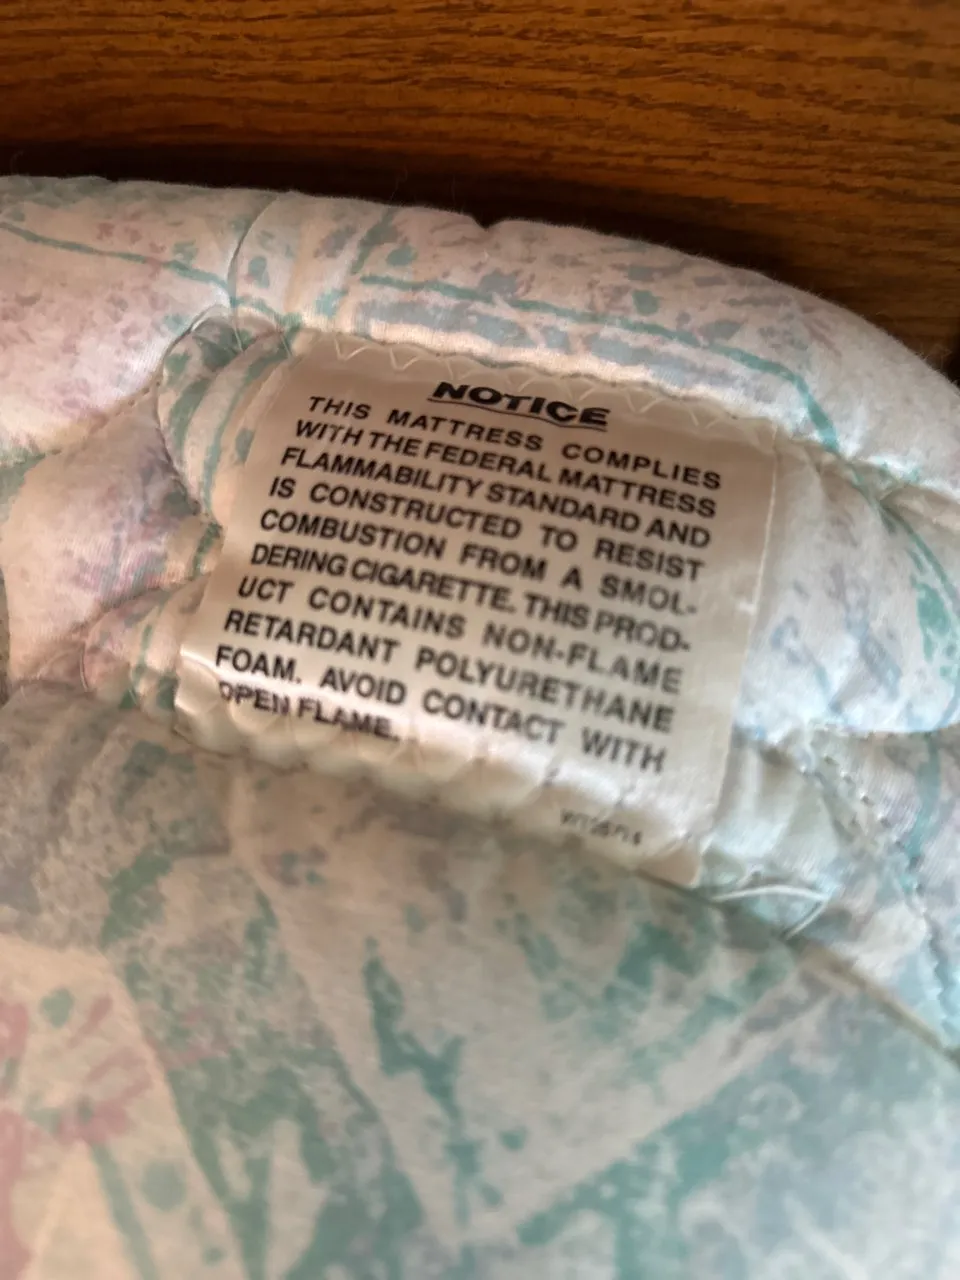 NOTICE
THIS MATTRESS COMPLIES
WITH THE FEDERAL MATTRESS
FLAMMABILITY STANDARD AND
IS CONSTRUCTED TO RESIST
COMBUSTION FROM A SMOL-
DERING CIGARETTE. THIS PROD-
UCT CONTAINS NON-FLAME
RETARDANT POLYURETHANE
FOAM. AVOID CONTACT WITH
OPEN FLAME.